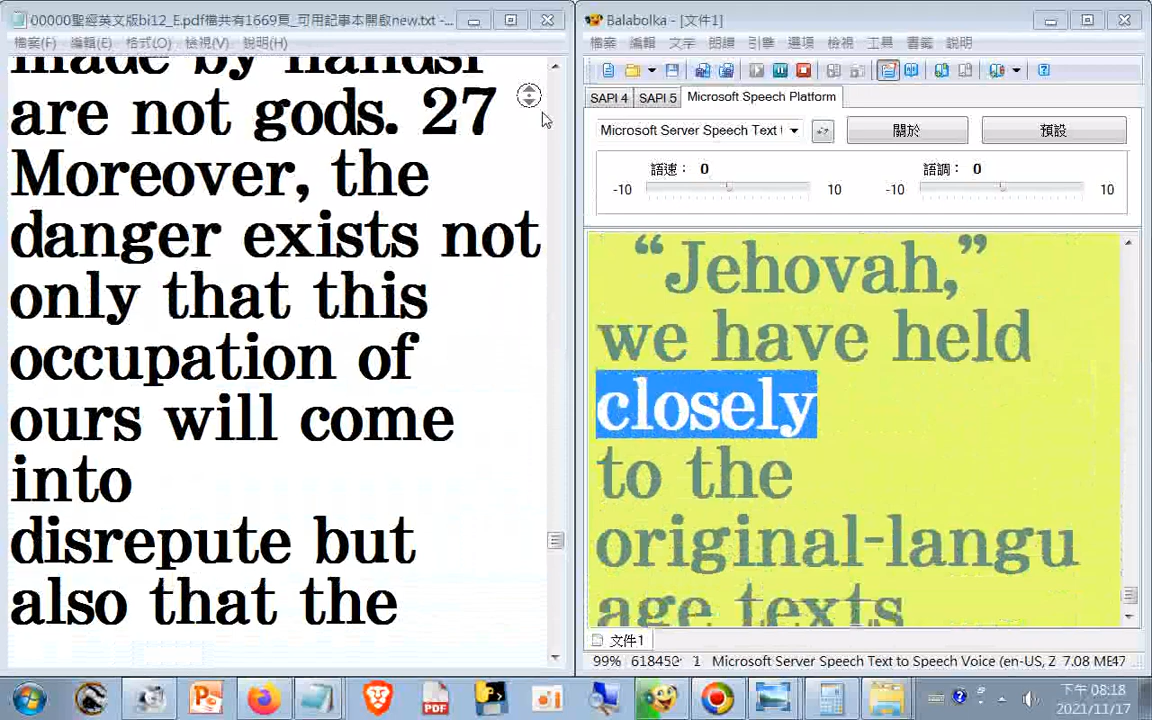 00000聖經英文版bi12_E.pdf檔共有1669頁_可用記事本開啟new.txt -...
檔案(F) 編輯(E) 格式(O) 檢視(V) 說明(H)
made by hands
are not gods. 27
Moreover, the
danger exists not
only that this
occupation of
ours will come
into
disrepute but
also that the
Balabolka - [文件1]
檔案 編輯 文字 朗讀 引擎 選項 檢視 工具 書籤 說明
SAPI 4 SAPI 5 Microsoft Speech Platform
Microsoft Server Speech Text 關於 預設
語速： 0 語調： 0
-10 10 -10 10
“Jehovah,”
we have held
closely
to the
original-langu
age texts
文件1
99% 618452 1 Microsoft Server Speech Text to Speech Voice (en-US, Z 7.08 ME47
PDF
下午 08:18
2021/11/17